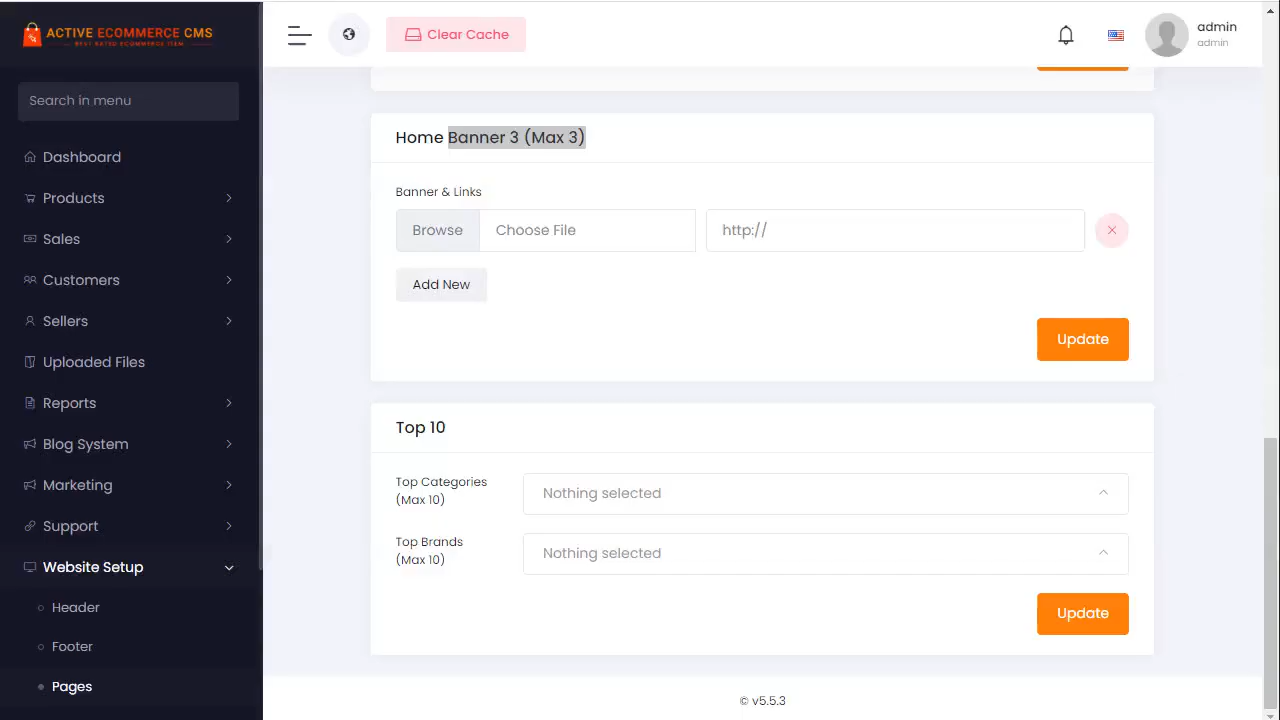 ACTIVE ECOMMERCE CMS
BEST RATED ECOMMERCE ITEM
Clear Cache
admin
admin
Search in menu
Dashboard
Products
Sales
Customers
Sellers
Uploaded Files
Reports
Blog System
Marketing
Support
Website Setup
Header
Footer
Pages
Home Banner 3 (Max 3)
Banner & Links
Browse
Choose File
http://
Add New
Update
Top 10
Top Categories
(Max 10)
Nothing selected
Top Brands
(Max 10)
Nothing selected
Update
© v5.5.3